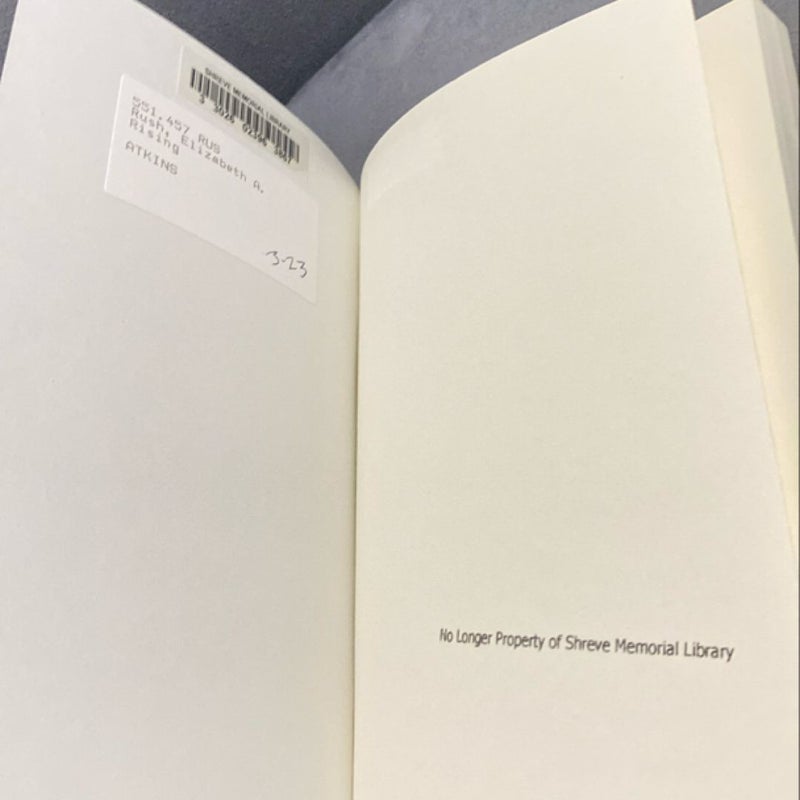 SHREVE MEMORIAL LIBRARY
551.457 RUS
Rush, Elizabeth A.
Rising
ATKINS
3-23
No Longer Property of Shreve Memorial Library